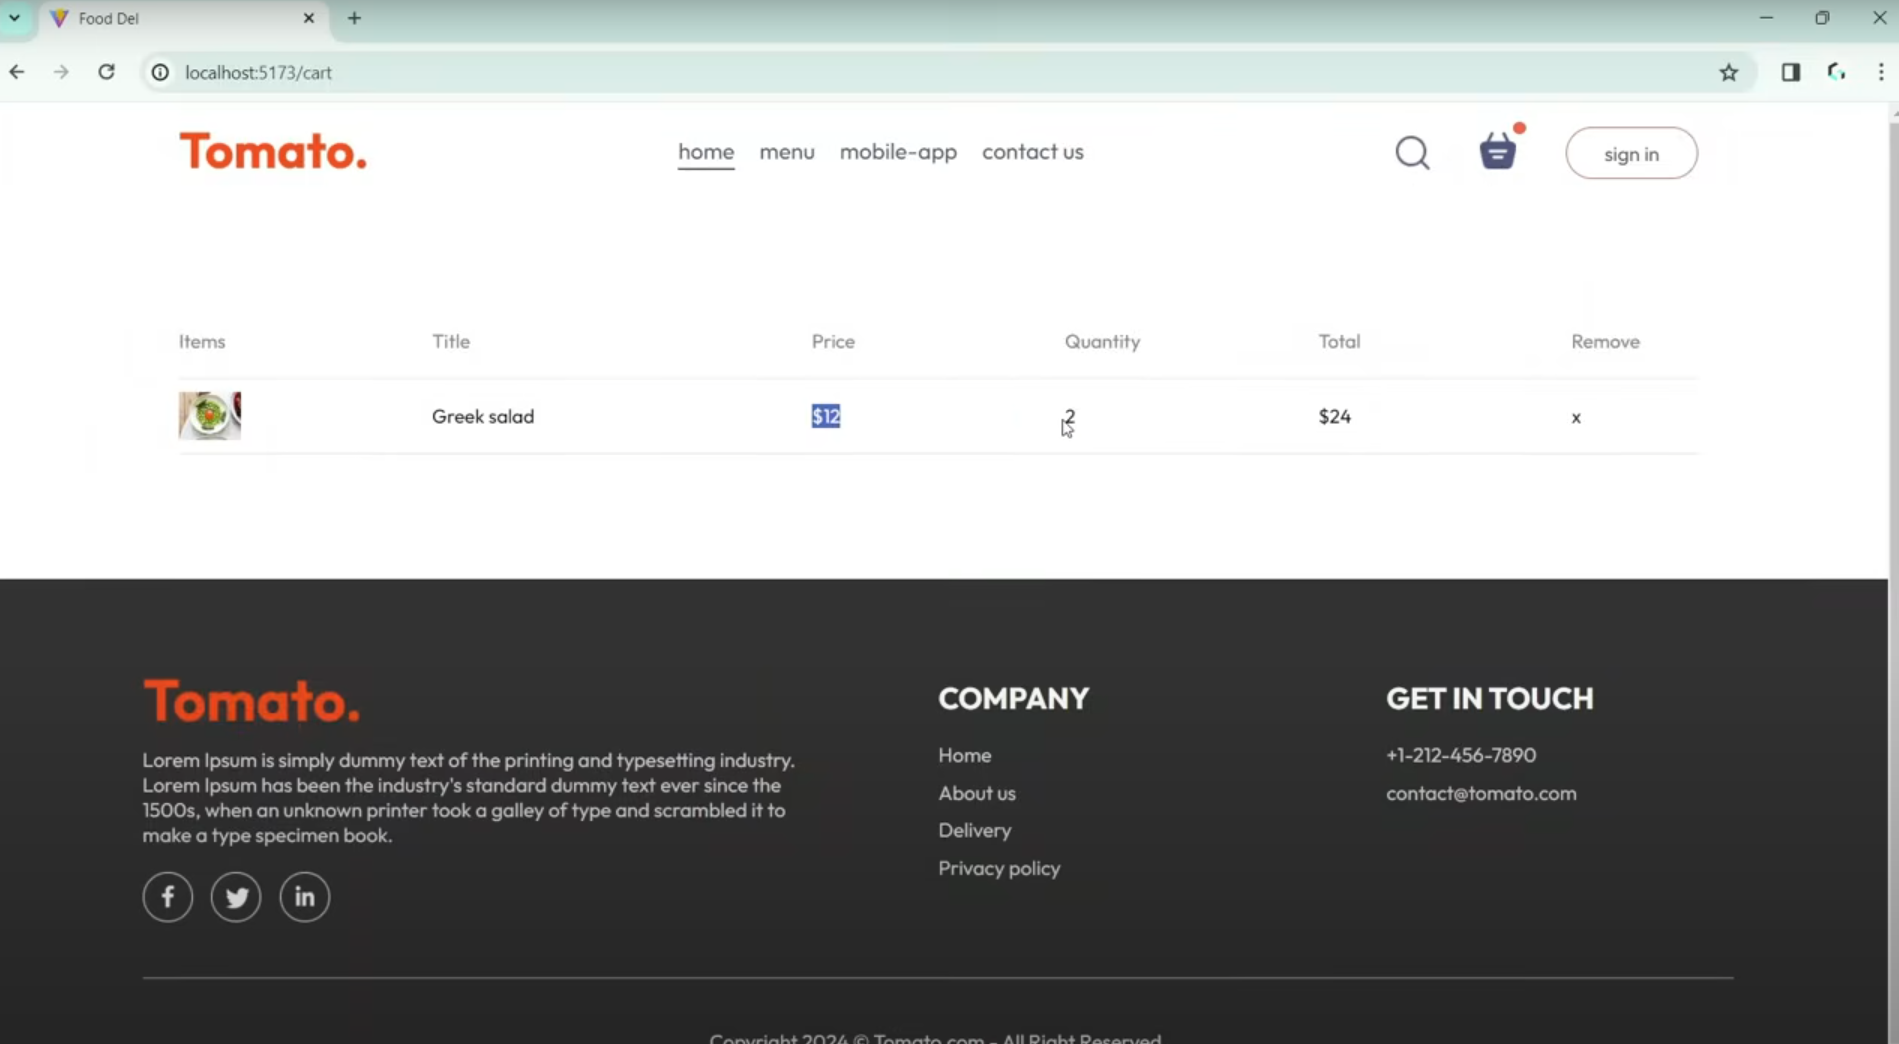 Food Del
localhost:5173/cart
Tomato.
home menu mobile-app contact us
sign in
Items Title Price Quantity Total Remove
Greek salad $12 2 $24 x
Tomato.
Lorem Ipsum is simply dummy text of the printing and typesetting industry.
Lorem Ipsum has been the industry's standard dummy text ever since the
1500s, when an unknown printer took a galley of type and scrambled it to
make a type specimen book.
COMPANY
Home
About us
Delivery
Privacy policy
GET IN TOUCH
+1-212-456-7890
contact@tomato.com
Copyright 2024 © Tomato.com - All Right Reserved